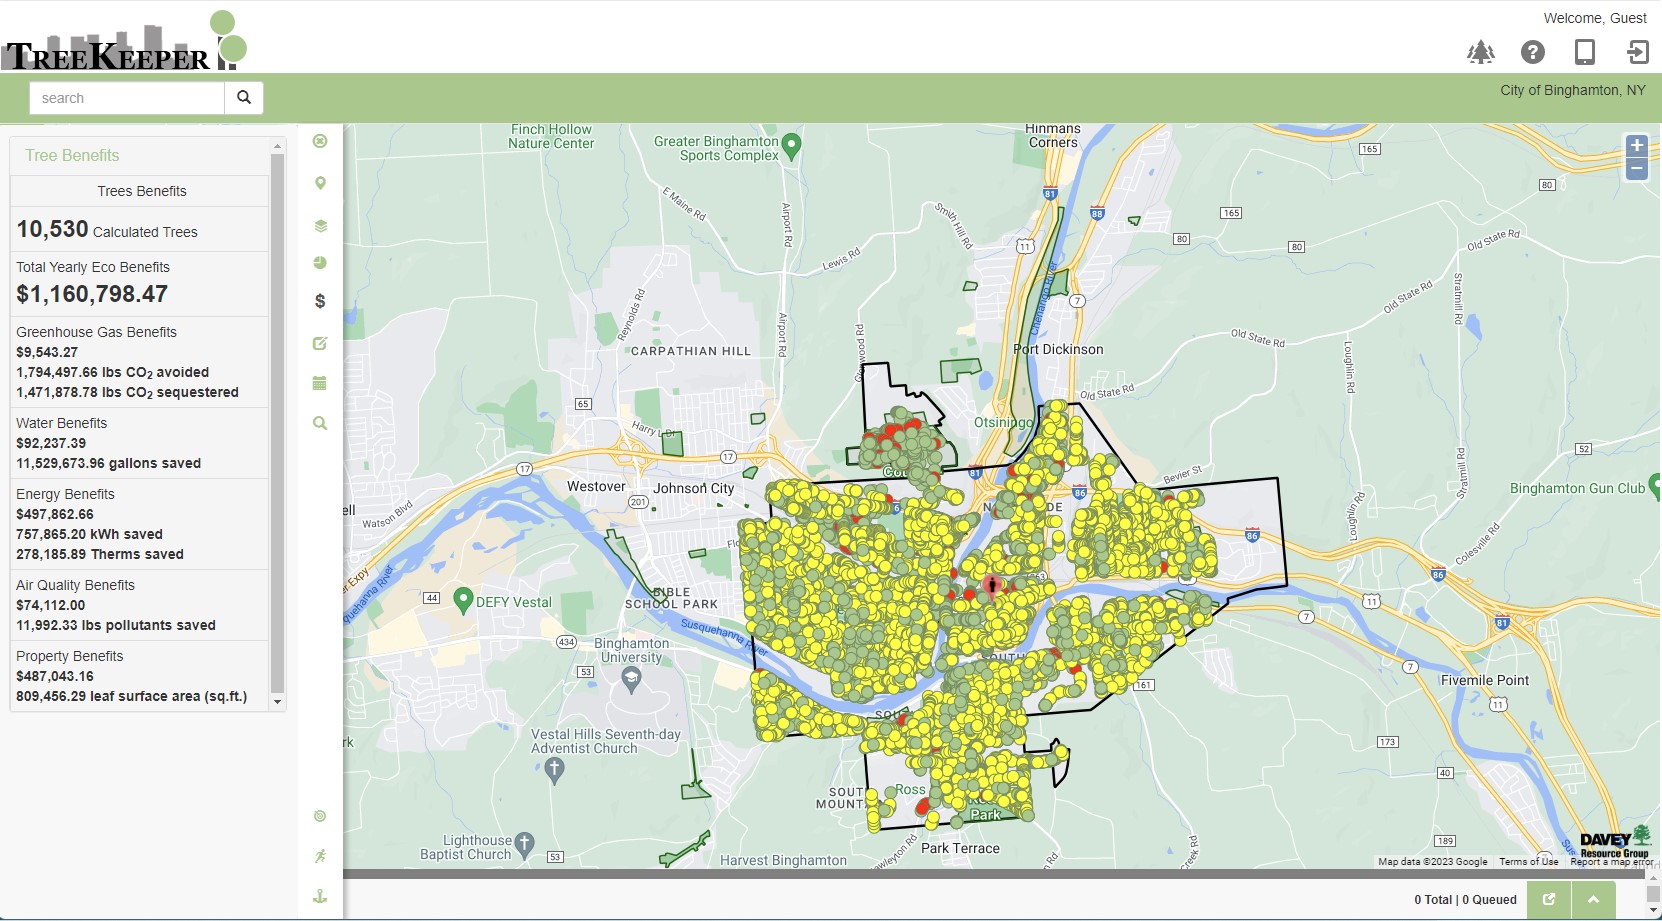 Welcome, Guest
TREEKEEPER
search
City of Binghamton, NY
Tree Benefits
Trees Benefits
10,530 Calculated Trees
Total Yearly Eco Benefits
$1,160,798.47
Greenhouse Gas Benefits
$9,543.27
1,794,497.66 lbs CO2 avoided
1,471,878.78 lbs CO2 sequestered
Water Benefits
$92,237.39
11,529,673.96 gallons saved
Energy Benefits
$497,862.66
757,865.20 kWh saved
278,185.89 Therms saved
Air Quality Benefits
$74,112.00
11,992.33 lbs pollutants saved
Property Benefits
$487,043.16
809,456.29 leaf surface area (sq.ft.)
$
Finch Hollow
Nature Center
Greater Binghamton
Sports Complex
Hinmans
Corners
165
80
E Maine Rd
Airport Rd
Smith Hill Rd
81
88
165
11
80
80
Old State Rd
Lewis Rd
Chenango River
Reynolds Rd
Airport Rd
7
Old State Rd
Stratmill Rd
CARPATHIAN HILL
Port Dickinson
Old State Rd
Loughlin Rd
Old State Rd
65
Harry L Dr
Otsiningo
17
17
81
86
Bevier St
52
Stratmill Rd
Westover
Johnson City
201
Watson Blvd
Binghamton Gun Club
Loughlin Rd
Colesville Rd
86
86
44
DEFY Vestal
BIBLE
SCHOOL PARK
Susquehanna River
Susquehanna River
11
7
81
434
Binghamton
University
53
7
161
Fivemile Point
11
Vestal Hills Seventh-day
Adventist Church
173
40
Ross
Park
Lighthouse
Baptist Church
53
Harvest Binghamton
Park Terrace
189
DAVEY
Resource Group
Map data ©2023 Google
Terms of Use
Report a map error
0 Total | 0 Queued